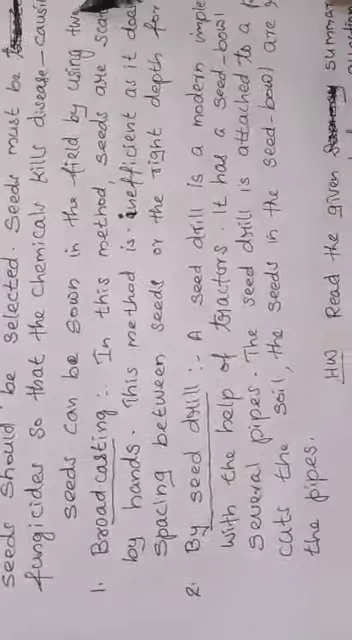 seeds should be selected. Seeds must be
fungicides so that the chemicals kills disease-causi
seeds can be sown in the field by using two
1. Broadcasting:- In this method, seeds are scat
by hands. This method is inefficient as it doe
spacing between seeds or the right depth for
2. By seed drill:- A seed drill is a modern imple
with the help of tractors. It has a seed-bowl
several pipes. The seed drill is attached to a
cuts the soil, the seeds in the seed-bowl are
the pipes.
HW Read the given summar